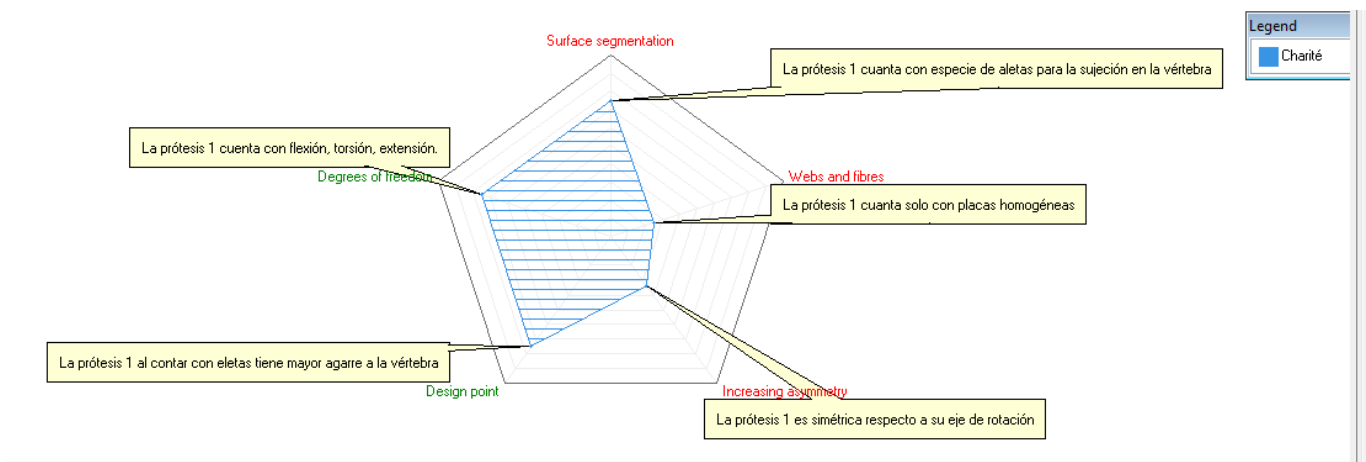 Legend
Charité
Surface segmentation
La prótesis 1 cuanta con especie de aletas para la sujeción en la vértebra
La prótesis 1 cuenta con flexión, torsión, extensión.
Degrees of freedom
Webs and fibres
La prótesis 1 cuanta solo con placas homogéneas
La prótesis 1 al contar con eletas tiene mayor agarre a la vértebra
Design point
Increasing asymmetry
La prótesis 1 es simétrica respecto a su eje de rotación